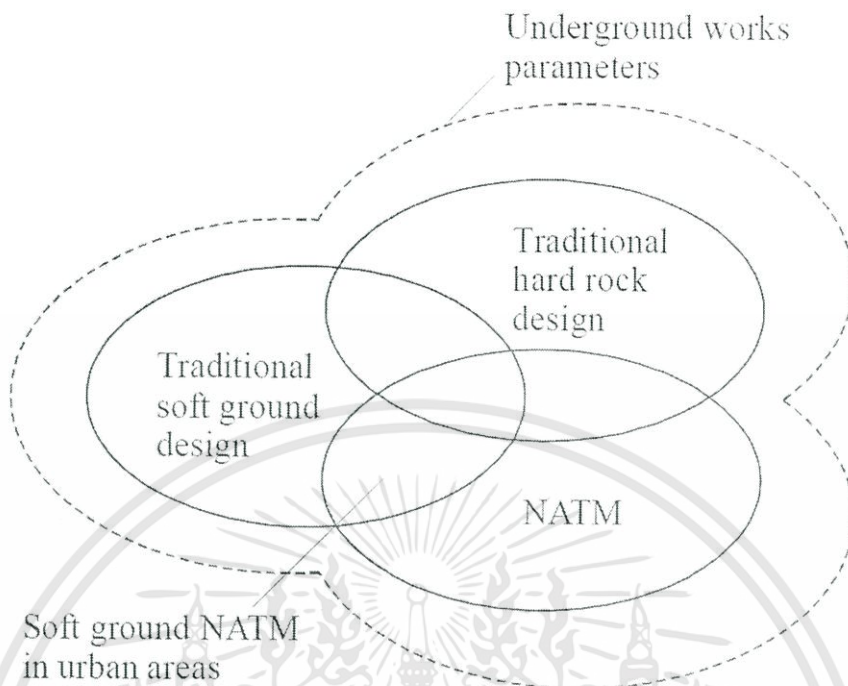 Underground works
parameters
Traditional
hard rock
design
Traditional
soft ground
design
NATM
Soft ground NATM
in urban areas